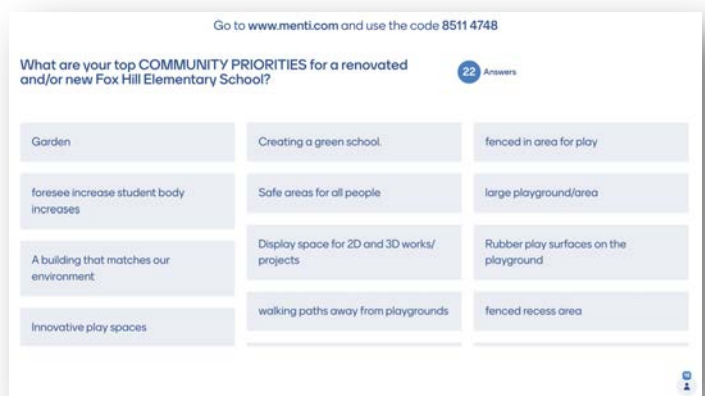 Go to www.menti.com and use the code 8511 4748
What are your top COMMUNITY PRIORITIES for a renovated
and/or new Fox Hill Elementary School?
22 Answers
Garden
foresee increase student body
increases
A building that matches our
environment
Innovative play spaces
Creating a green school.
Safe areas for all people
Display space for 2D and 3D works/
projects
walking paths away from playgrounds
fenced in area for play
large playground/area
Rubber play surfaces on the
playground
fenced recess area